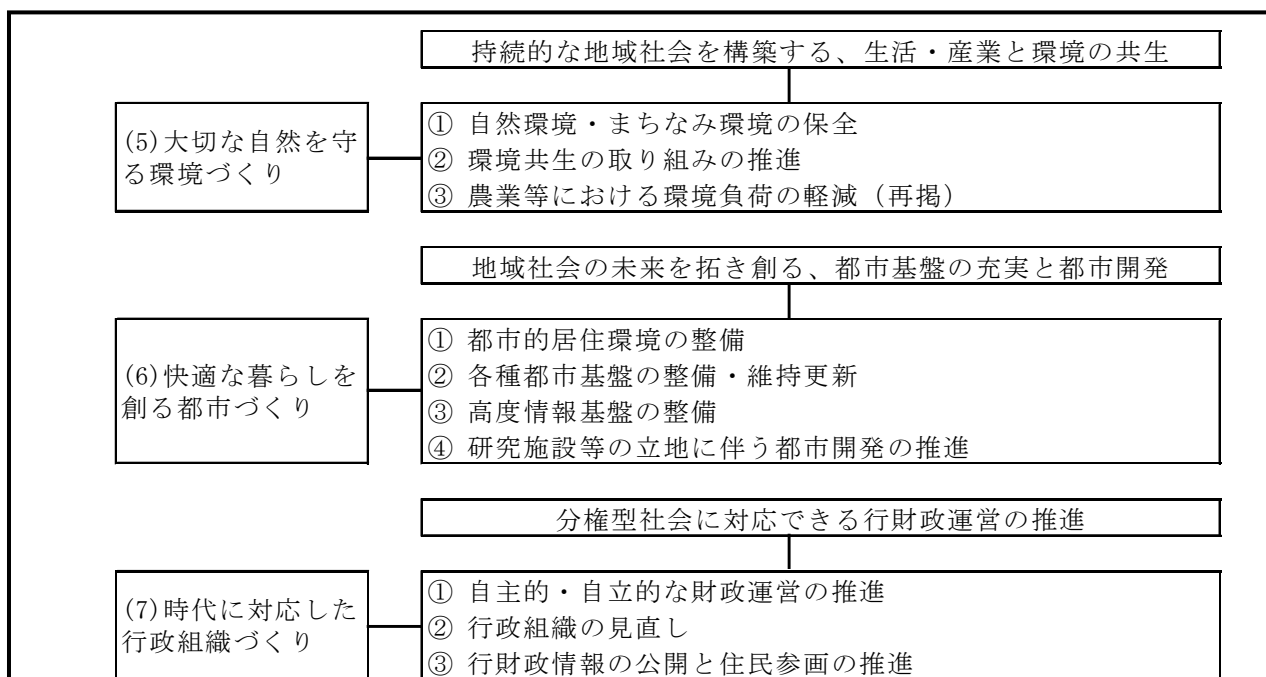 持続的な地域社会を構築する、生活・産業と環境の共生
(5)大切な自然を守
る環境づくり
① 自然環境・まちなみ環境の保全
② 環境共生の取り組みの推進
③ 農業等における環境負荷の軽減（再掲）
地域社会の未来を拓き創る、都市基盤の充実と都市開発
(6)快適な暮らしを
創る都市づくり
① 都市的居住環境の整備
② 各種都市基盤の整備・維持更新
③ 高度情報基盤の整備
④ 研究施設等の立地に伴う都市開発の推進
分権型社会に対応できる行財政運営の推進
(7)時代に対応した
行政組織づくり
① 自主的・自立的な財政運営の推進
② 行政組織の見直し
③ 行財政情報の公開と住民参画の推進